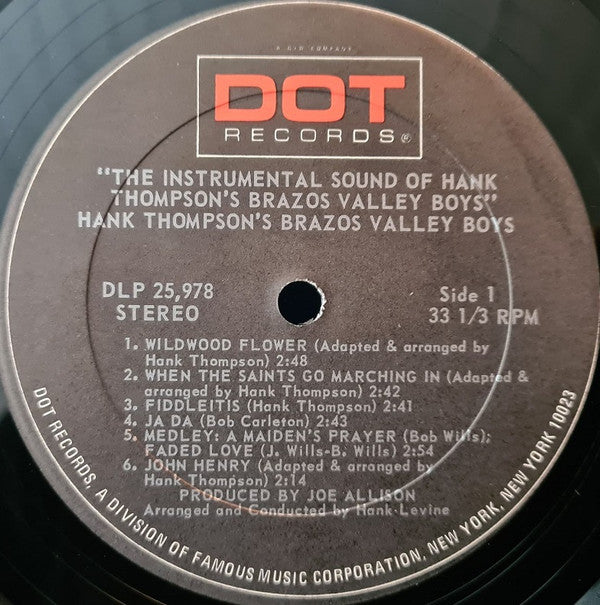 A G+W COMPANY
DOT
RECORDS®
"THE INSTRUMENTAL SOUND OF HANK
THOMPSON'S BRAZOS VALLEY BOYS"
HANK THOMPSON'S BRAZOS VALLEY BOYS
DLP 25,978
STEREO
Side 1
33 1/3 RPM
1. WILDWOOD FLOWER (Adapted & arranged by
Hank Thompson) 2:48
2. WHEN THE SAINTS GO MARCHING IN (Adapted &
arranged by Hank Thompson) 2:42
3. FIDDLEITIS (Hank Thompson) 2:41
4. JA DA (Bob Carleton) 2:43
5. MEDLEY: A MAIDEN'S PRAYER (Bob Wills);
FADED LOVE (J. Wills-B. Wills) 2:54
6. JOHN HENRY (Adapted & arranged by
Hank Thompson) 2:14
PRODUCED BY JOE ALLISON
Arranged and Conducted by Hank Levine
DOT RECORDS, A DIVISION OF FAMOUS MUSIC CORPORATION, NEW YORK, NEW YORK 10023